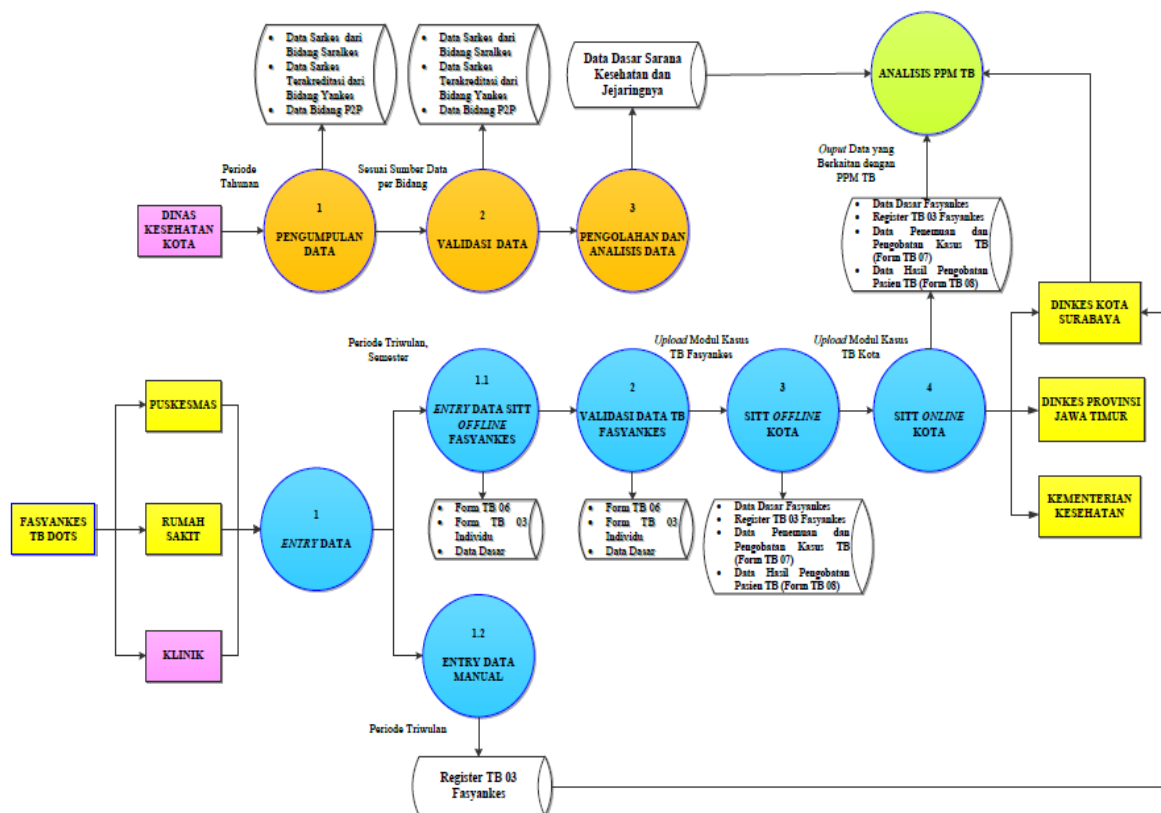 • Data Sarkes dari
Bidang Saralkes
• Data Sarkes
Terakreditasi dari
Bidang Yankes
• Data Bidang P2P
• Data Sarkes dari
Bidang Saralkes
• Data Sarkes
Terakreditasi dari
Bidang Yankes
• Data Bidang P2P
Data Dasar Sarana
Kesehatan dan
Jejaringnya
ANALISIS PPM TB
Periode
Tahunan
Sesuai Sumber Data
per Bidang
Ouput Data yang
Berkaitan dengan
PPM TB
DINAS
KESEHATAN
KOTA
1
PENGUMPULAN
DATA
2
VALIDASI DATA
3
PENGOLAHAN DAN
ANALISIS DATA
• Data Dasar Fasyankes
• Register TB 03 Fasyankes
• Data Penemuan dan
Pengobatan Kasus TB
(Form TB 07)
• Data Hasil Pengobatan
Pasien TB (Form TB 08)
DINKES KOTA
SURABAYA
Periode Triwulan,
Semester
Upload Modul Kasus
TB Fasyankes
Upload Modul Kasus
TB Kota
PUSKESMAS
1.1
ENTRY DATA SITT
OFFLINE
FASYANKES
2
VALIDASI DATA TB
FASYANKES
3
SITT OFFLINE
KOTA
4
SITT ONLINE
KOTA
DINKES PROVINSI
JAWA TIMUR
FASYANKES
TB DOTS
RUMAH
SAKIT
1
ENTRY DATA
• Form TB 06
• Form TB 03
Individu
• Data Dasar
• Form TB 06
• Form TB 03
Individu
• Data Dasar
• Data Dasar Fasyankes
• Register TB 03 Fasyankes
• Data Penemuan dan
Pengobatan Kasus TB
(Form TB 07)
• Data Hasil Pengobatan
Pasien TB (Form TB 08)
KEMENTERIAN
KESEHATAN
KLINIK
1.2
ENTRY DATA
MANUAL
Periode Triwulan
Register TB 03
Fasyankes